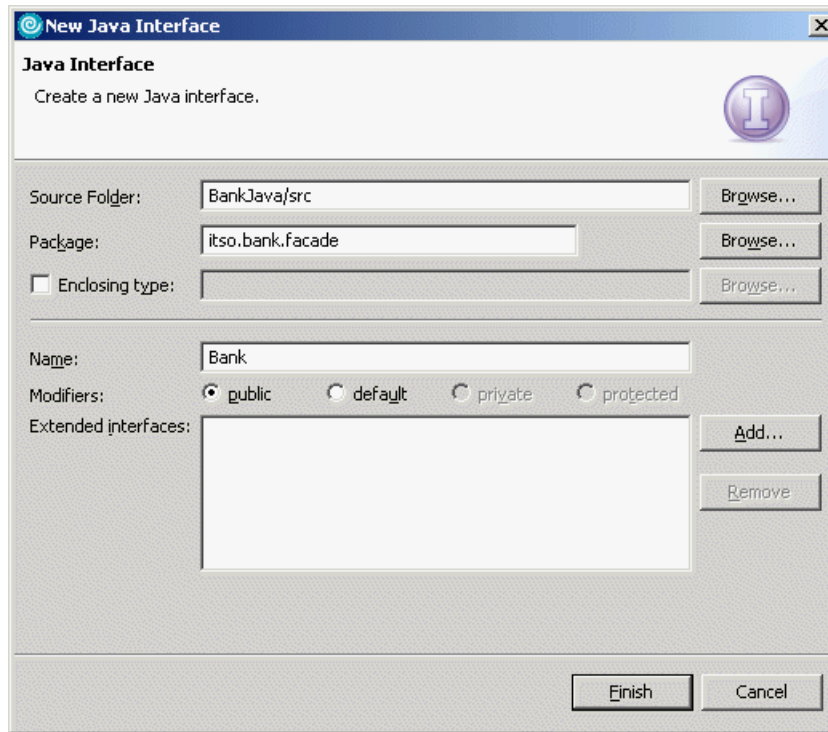 New Java Interface
Java Interface
Create a new Java interface.
Source Folder: BankJava/src Browse...
Package: itso.bank.facade Browse...
Enclosing type: Browse...
Name: Bank
Modifiers: public default private protected
Extended interfaces: Add...
Remove
Finish Cancel